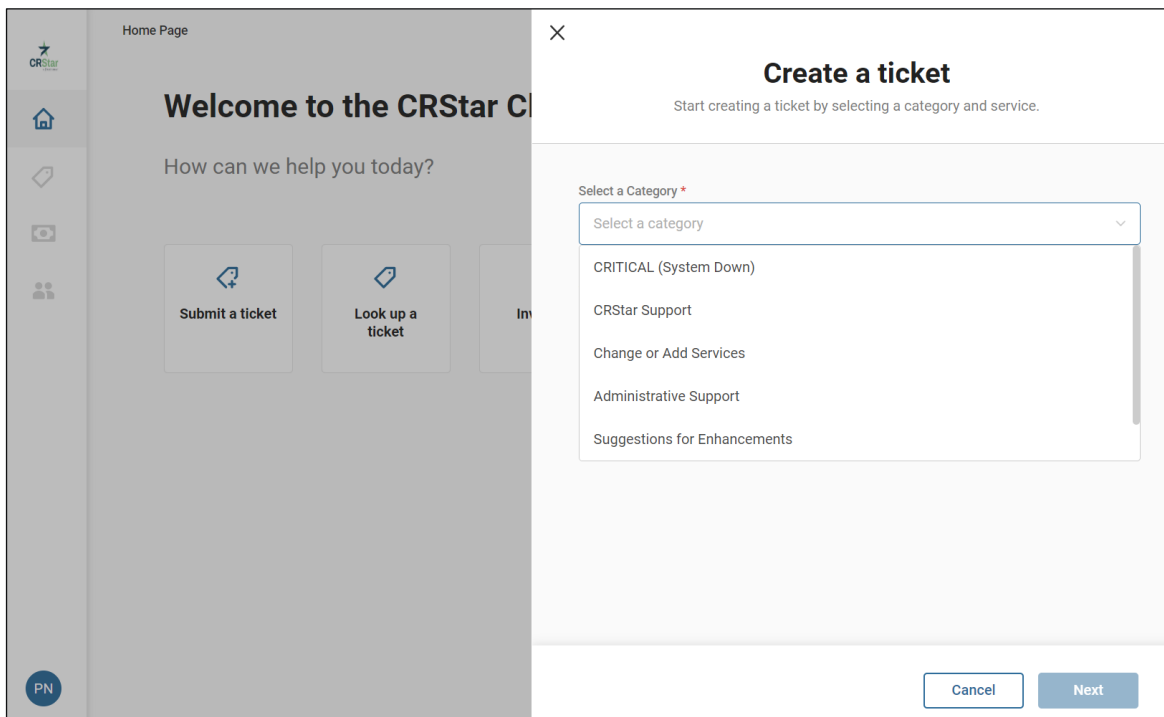 CRStar
Home Page
Welcome to the CRStar Cl
How can we help you today?
Submit a ticket
Look up a
ticket
Inv
PN
Create a ticket
Start creating a ticket by selecting a category and service.
Select a Category *
Select a category
CRITICAL (System Down)
CRStar Support
Change or Add Services
Administrative Support
Suggestions for Enhancements
Cancel
Next